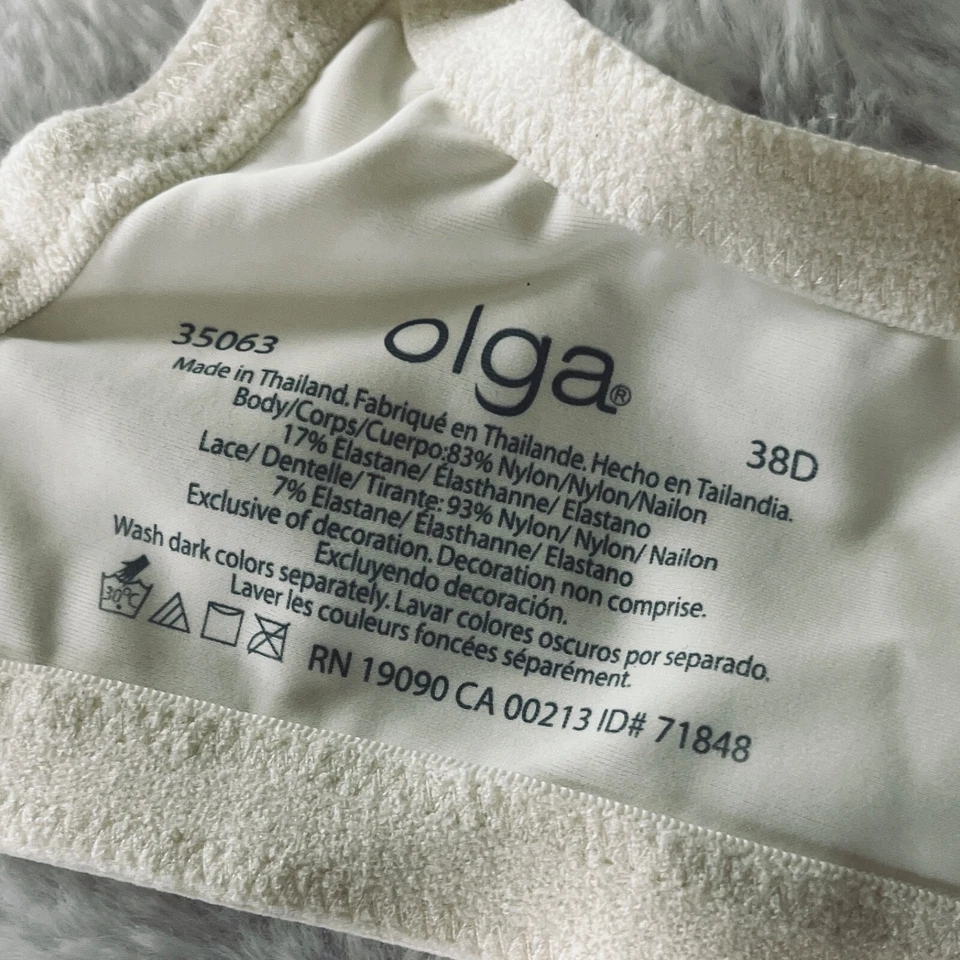 olga®
35063
38D
Made in Thailand. Fabriqué en Thaïlande. Hecho en Tailandia.
Body/Corps/Cuerpo:83% Nylon/Nylon/Nailon
17% Elastane/ Élasthanne/ Elastano
Lace/ Dentelle/ Tirante: 93% Nylon/ Nylon/ Nailon
7% Elastane/ Élasthanne/ Elastano
Exclusive of decoration. Decoration non comprise.
Excluyendo decoración.
Wash dark colors separately. Lavar colores oscuros por separado.
Laver les couleurs foncées séparément.
30°C
RN 19090 CA 00213 ID# 71848